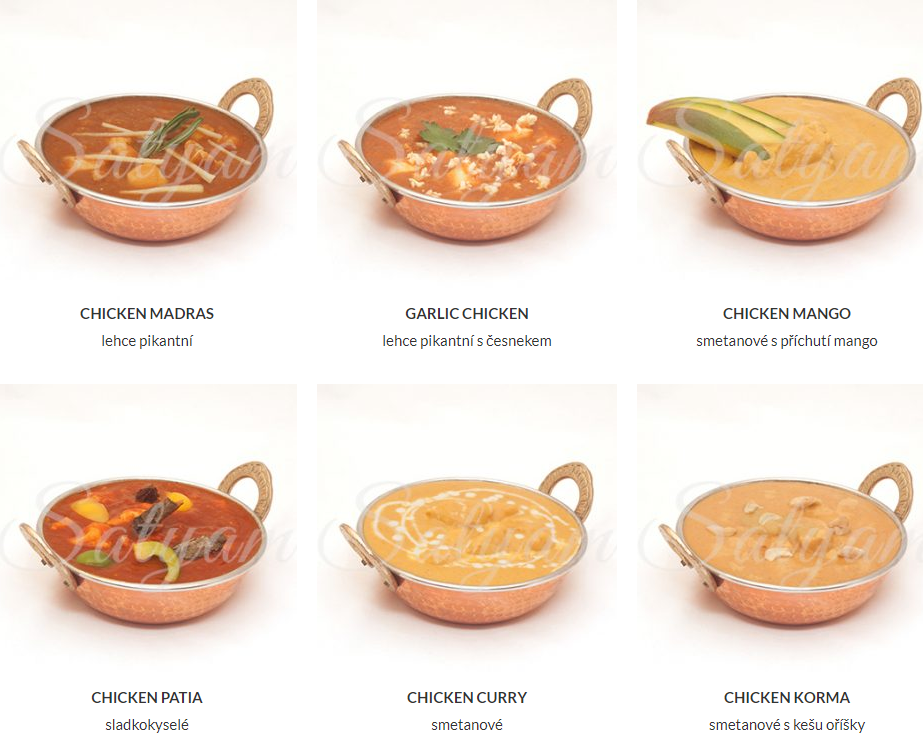 Satyam
Satyam
Satyam
CHICKEN MADRAS
GARLIC CHICKEN
CHICKEN MANGO
lehce pikantní
lehce pikantní s česnekem
smetanové s příchutí mango
Satyam
Satyam
Satyam
CHICKEN PATIA
CHICKEN CURRY
CHICKEN KORMA
sladkokyselé
smetanové
smetanové s kešu oříšky